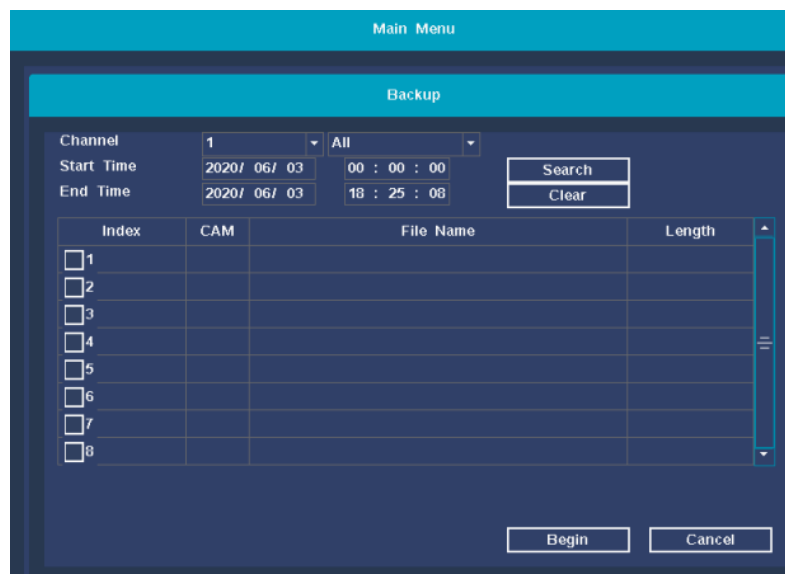 Main Menu
Backup
Channel 1 All
Start Time 2020/ 06/ 03 00 : 00 : 00 Search
End Time 2020/ 06/ 03 18 : 25 : 08 Clear
Index CAM File Name Length
1
2
3
4
5
6
7
8
Begin Cancel